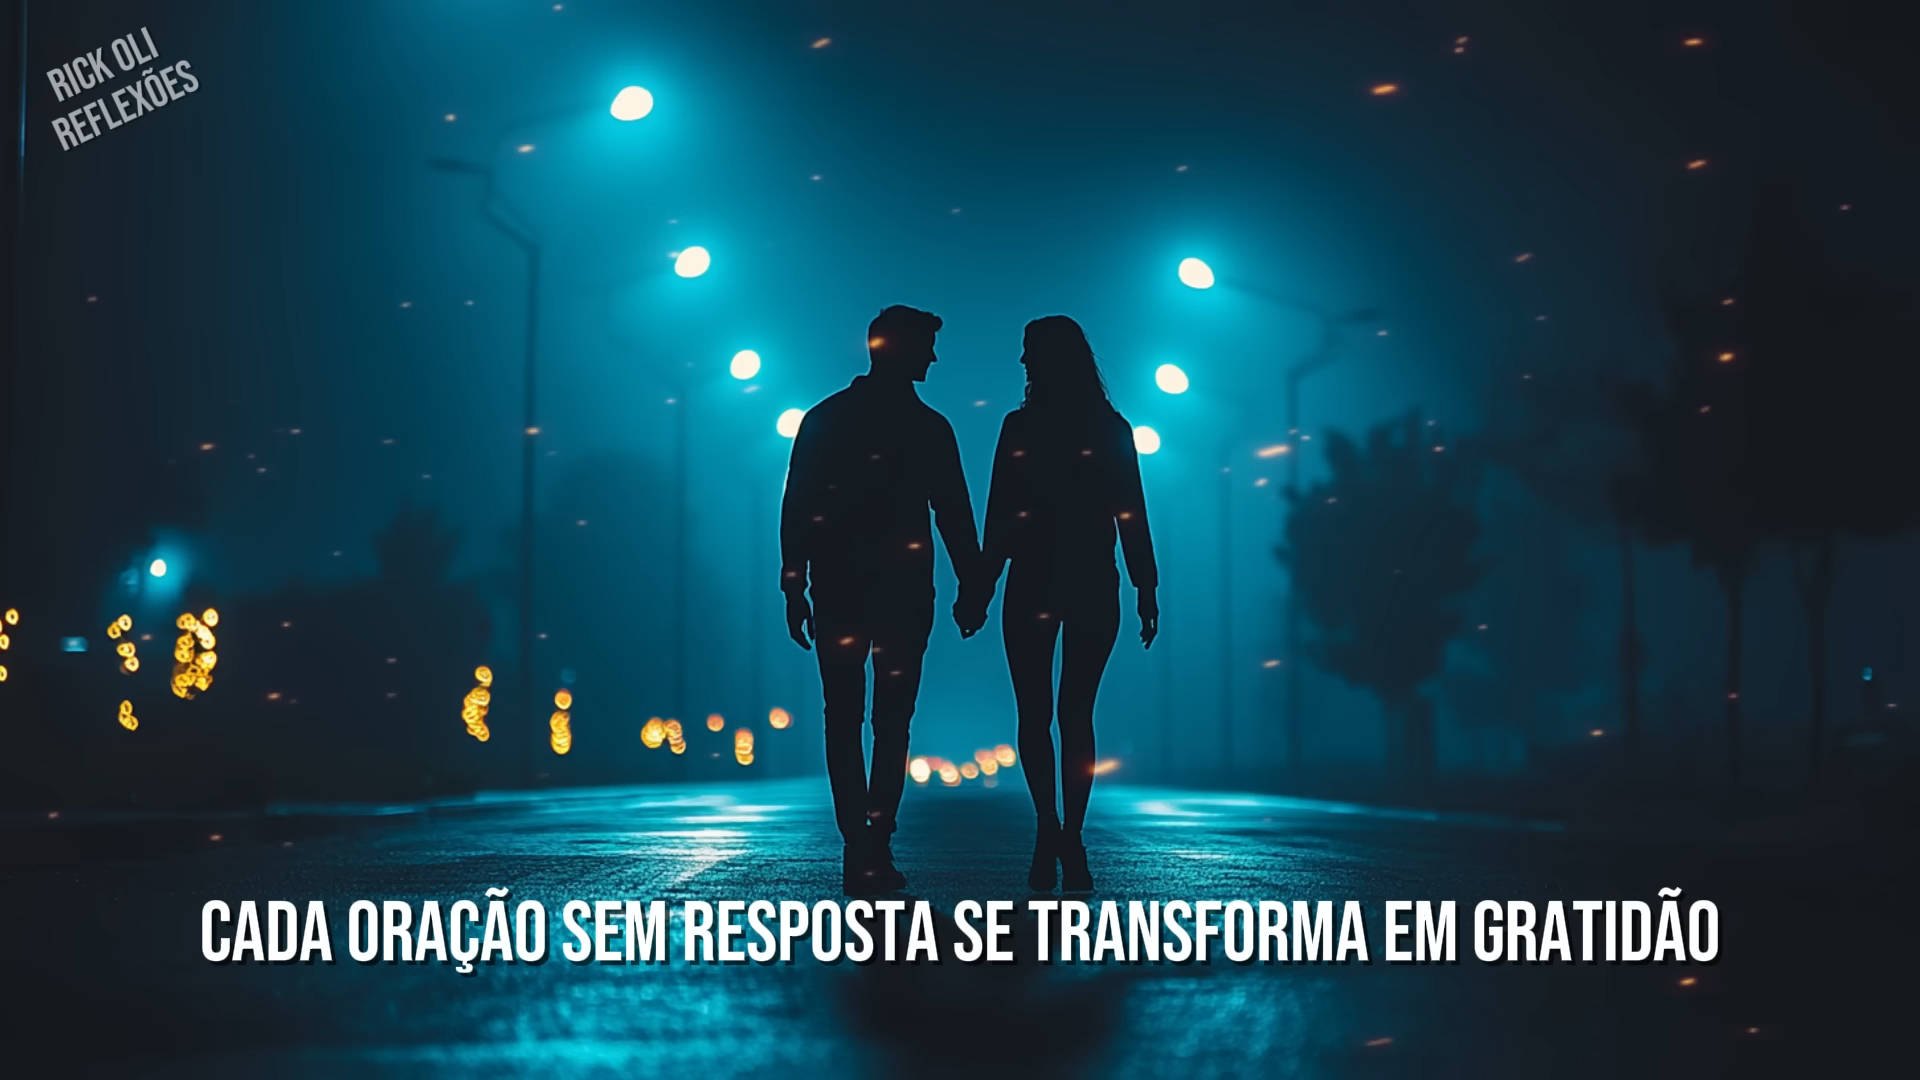 RICK OLI
REFLEXÕES
CADA ORAÇÃO SEM RESPOSTA SE TRANSFORMA EM GRATIDÃO